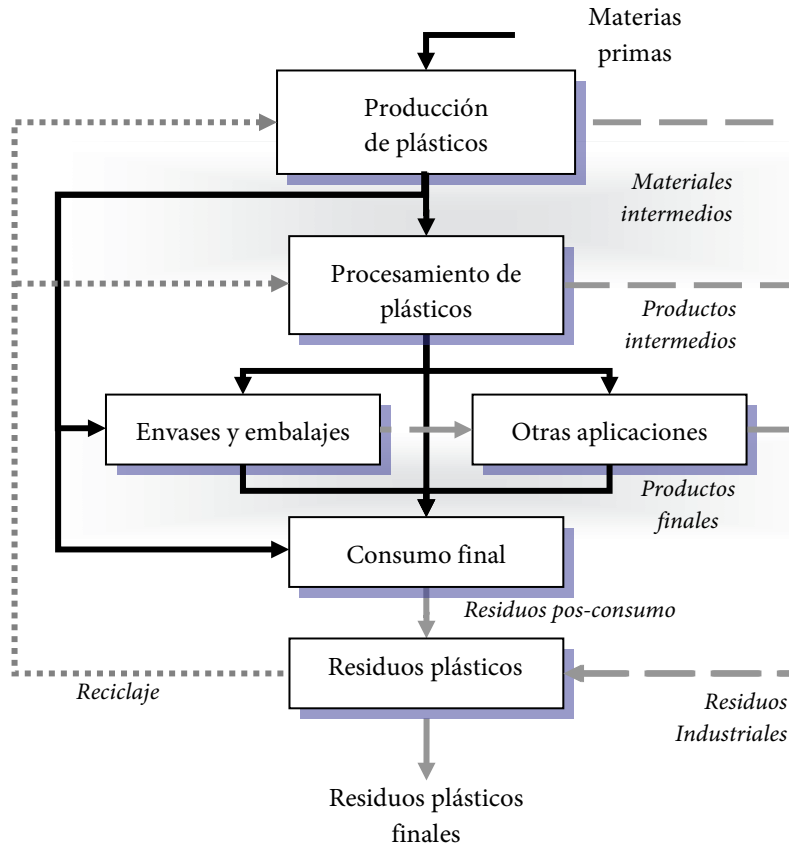 Materias
primas
Producción
de plásticos
Materiales
intermedios
Procesamiento de
plásticos
Productos
intermedios
Envases y embalajes
Otras aplicaciones
Productos
finales
Consumo final
Residuos pos-consumo
Residuos plásticos
Reciclaje
Residuos
Industriales
Residuos plásticos
finales